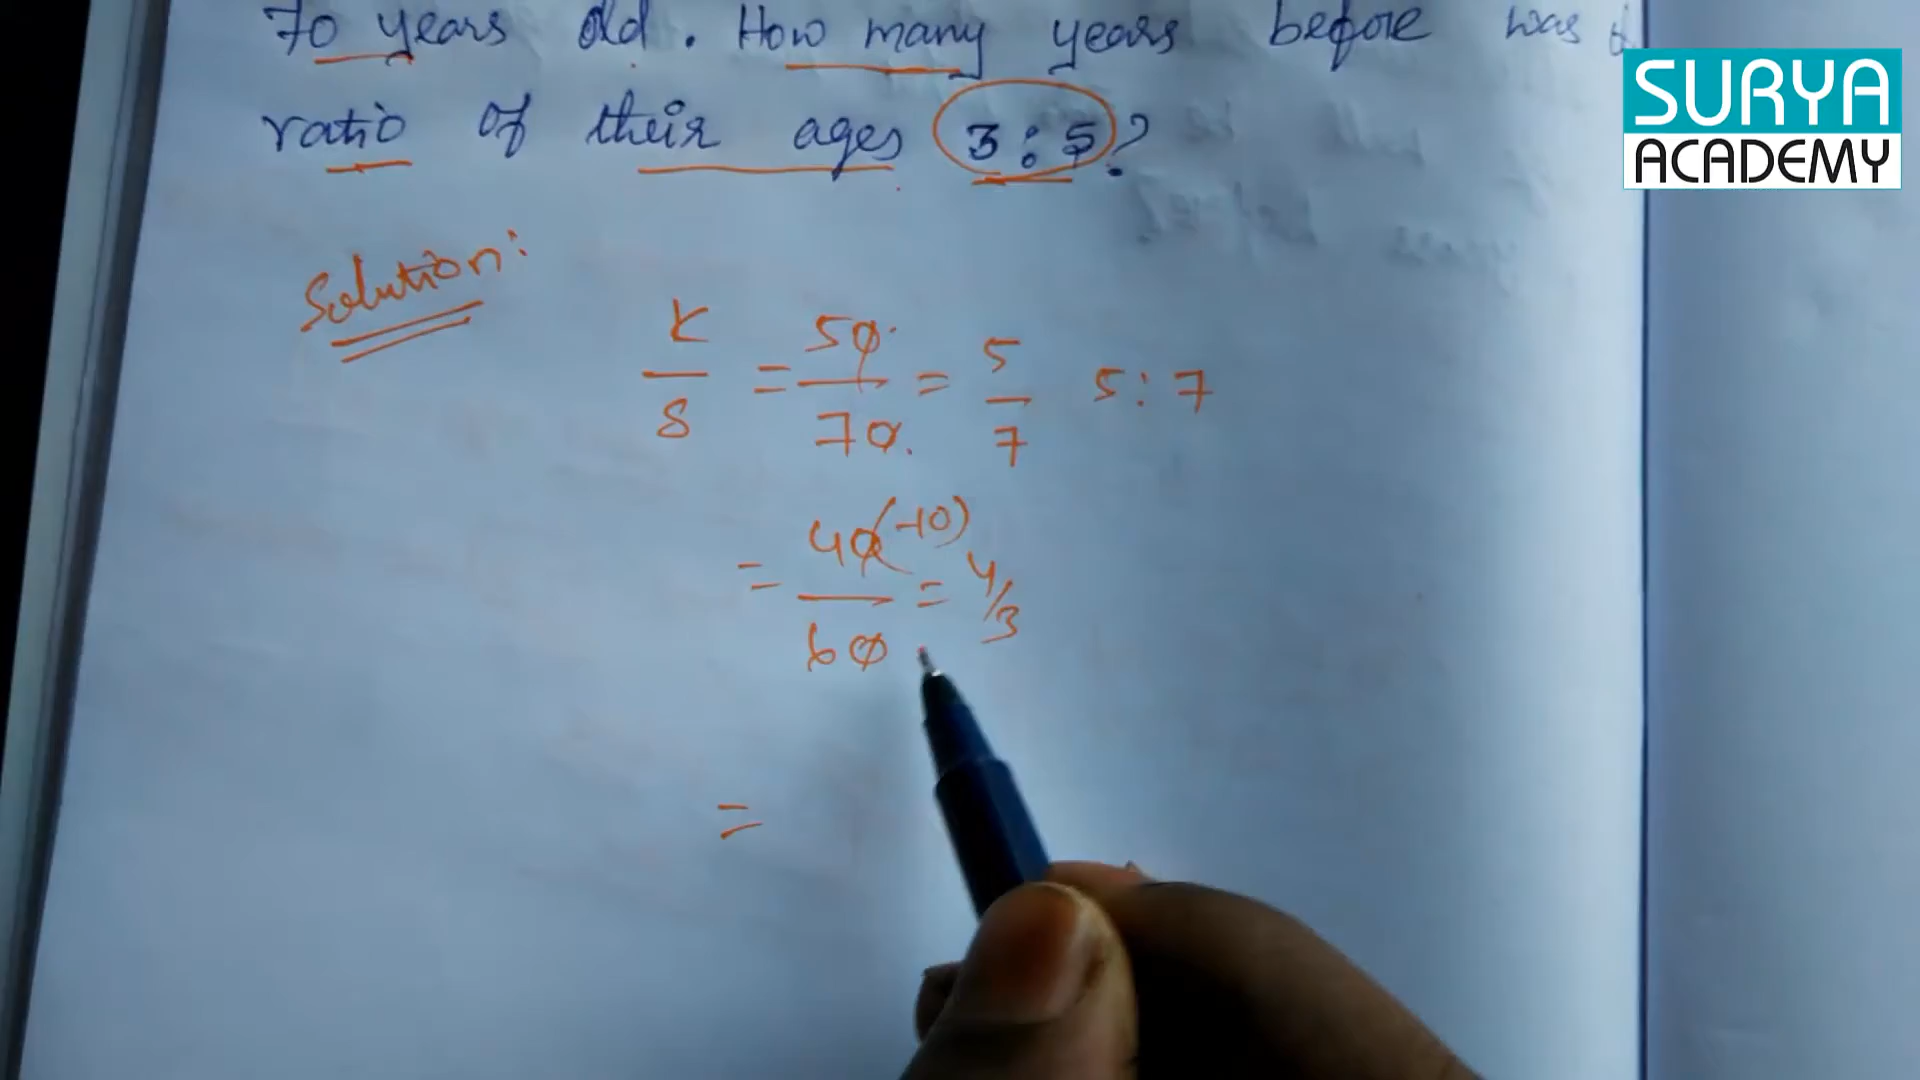 70 years old. How many years before was
ratio of their ages 3:5?
SURYA
ACADEMY
Solution:
K/S = 50/70 = 5/7 5:7
= 40(-10)/60 = 4/3
=